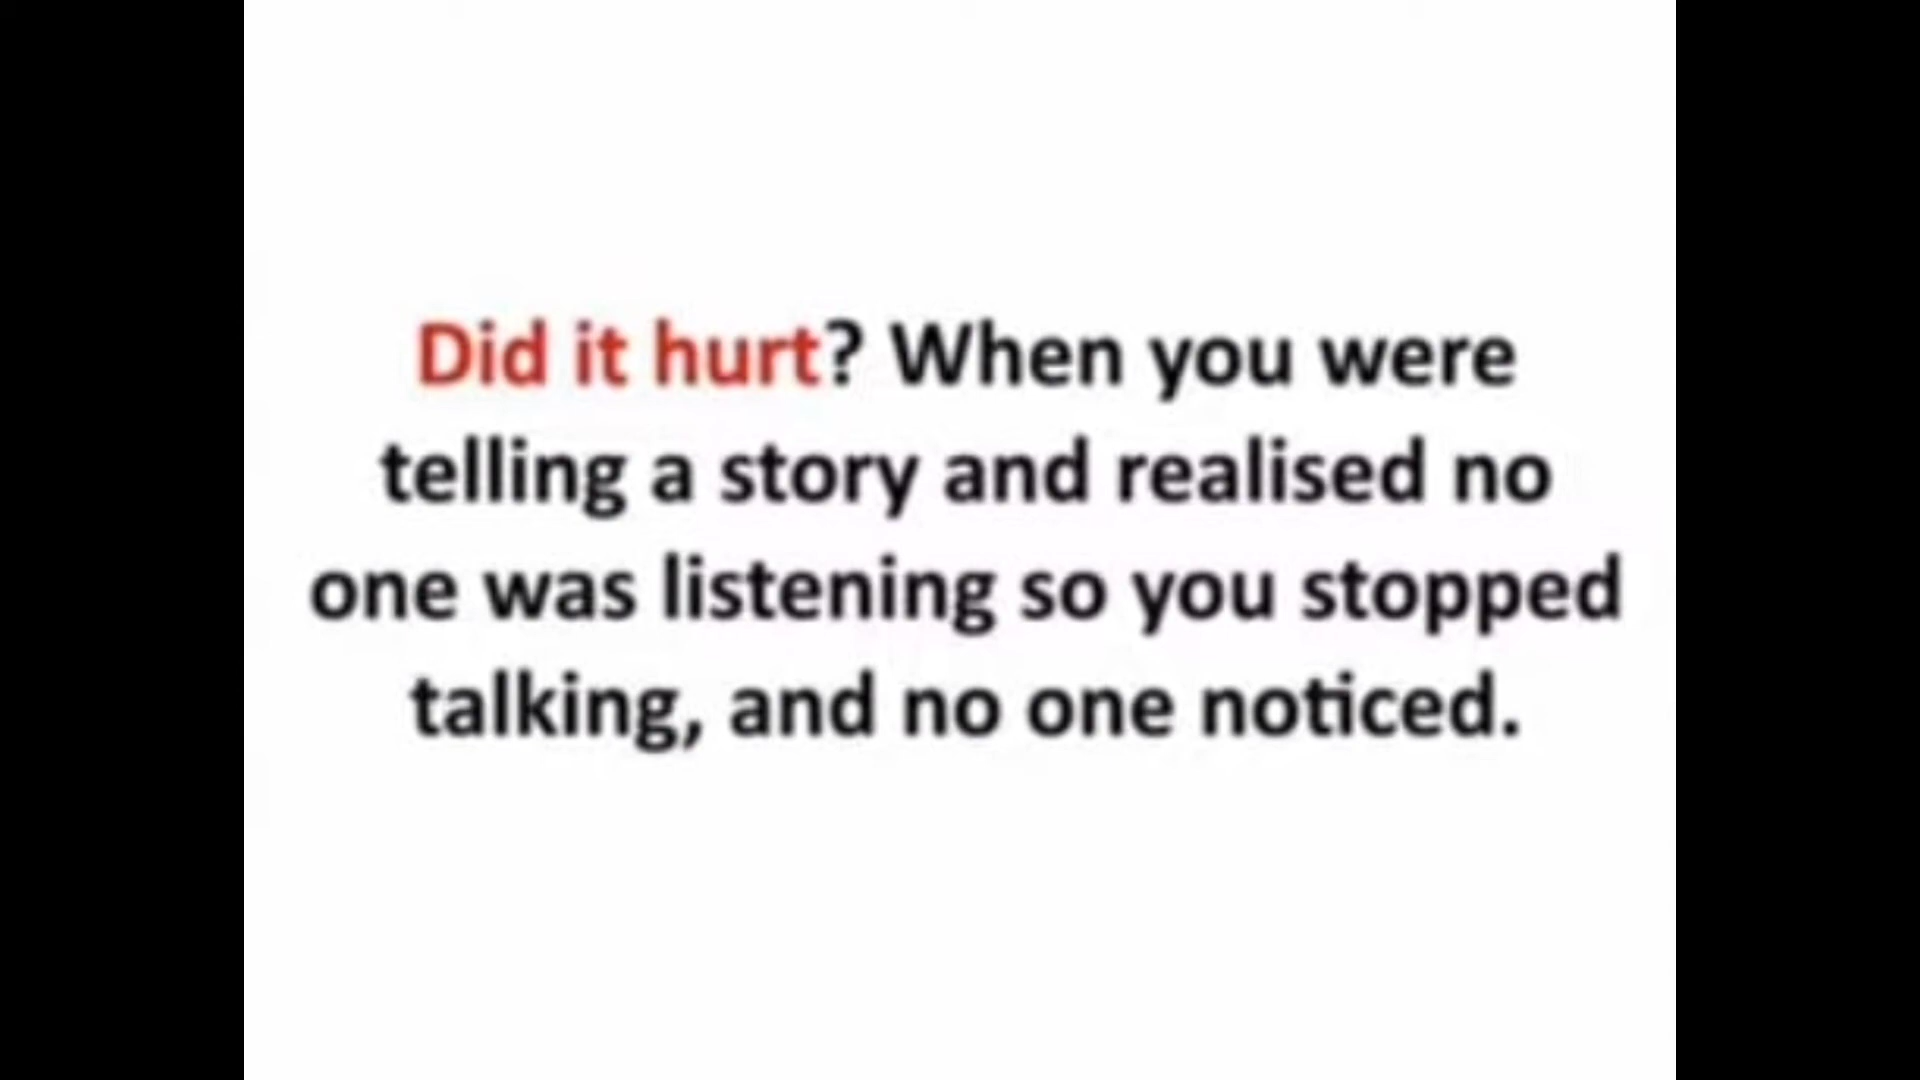 Did it hurt? When you were
telling a story and realised no
one was listening so you stopped
talking, and no one noticed.